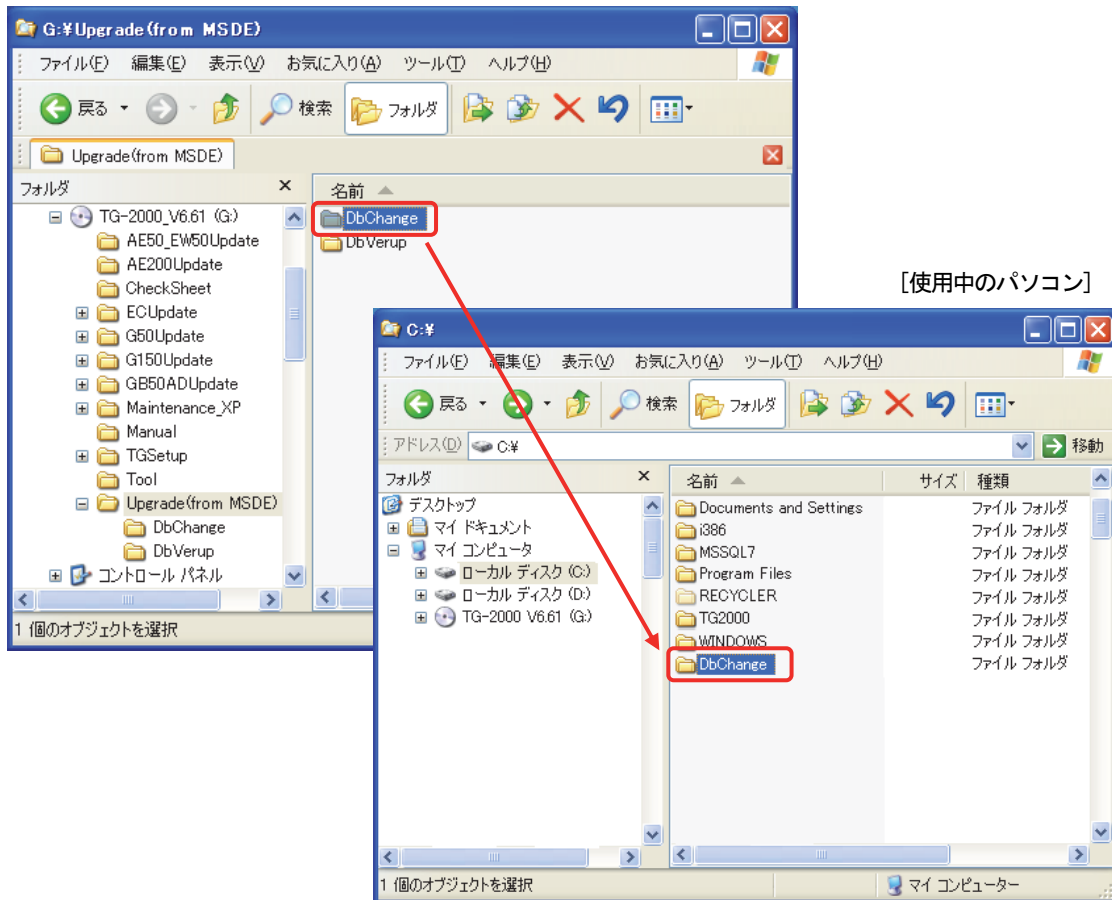 G:¥Upgrade(from MSDE)
ファイル(F) 編集(E) 表示(V) お気に入り(A) ツール(T) ヘルプ(H)
戻る 検索 フォルダ
Upgrade(from MSDE)
フォルダ ×
名前
TG-2000_V6.61 (G:)
AE50_EW50Update
AE200Update
CheckSheet
ECUpdate
G50Update
G150Update
GB50ADUpdate
Maintenance_XP
Manual
TGSetup
Tool
Upgrade(from MSDE)
DbChange
DbVerup
コントロール パネル
DbChange
DbVerup
1 個のオブジェクトを選択
[使用中のパソコン]
C:¥
ファイル(F) 編集(E) 表示(V) お気に入り(A) ツール(T) ヘルプ(H)
戻る 検索 フォルダ
アドレス(D) C:¥ 移動
フォルダ ×
デスクトップ
マイ ドキュメント
マイ コンピュータ
ローカル ディスク (C:)
ローカル ディスク (D:)
TG-2000 V6.61 (G:)
名前 サイズ 種類
Documents and Settings ファイル フォルダ
i386 ファイル フォルダ
MSSQL7 ファイル フォルダ
Program Files ファイル フォルダ
RECYCLER ファイル フォルダ
TG2000 ファイル フォルダ
WINDOWS ファイル フォルダ
DbChange ファイル フォルダ
1 個のオブジェクトを選択 マイ コンピューター